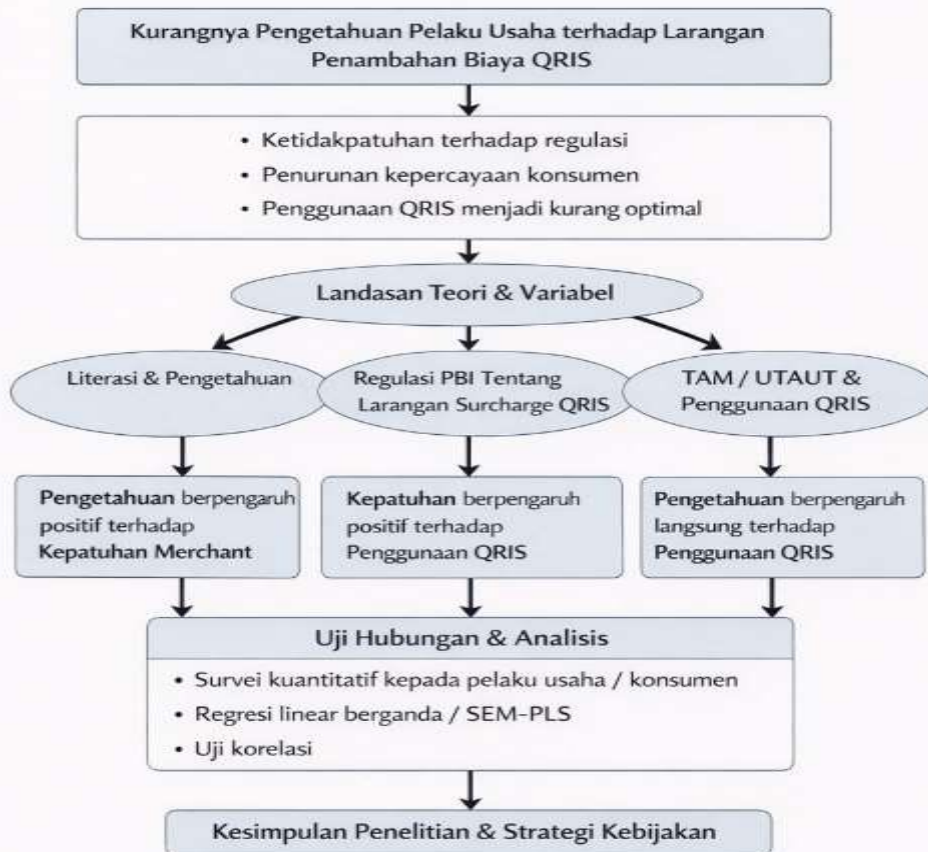 Kurangnya Pengetahuan Pelaku Usaha terhadap Larangan
Penambahan Biaya QRIS
• Ketidakpatuhan terhadap regulasi
• Penurunan kepercayaan konsumen
• Penggunaan QRIS menjadi kurang optimal
Landasan Teori & Variabel
Literasi & Pengetahuan
Regulasi PBI Tentang
Larangan Surcharge QRIS
TAM / UTAUT &
Penggunaan QRIS
Pengetahuan berpengaruh
positif terhadap
Kepatuhan Merchant
Kepatuhan berpengaruh
positif terhadap
Penggunaan QRIS
Pengetahuan berpengaruh
langsung terhadap
Penggunaan QRIS
Uji Hubungan & Analisis
• Survei kuantitatif kepada pelaku usaha / konsumen
• Regresi linear berganda / SEM-PLS
• Uji korelasi
Kesimpulan Penelitian & Strategi Kebijakan